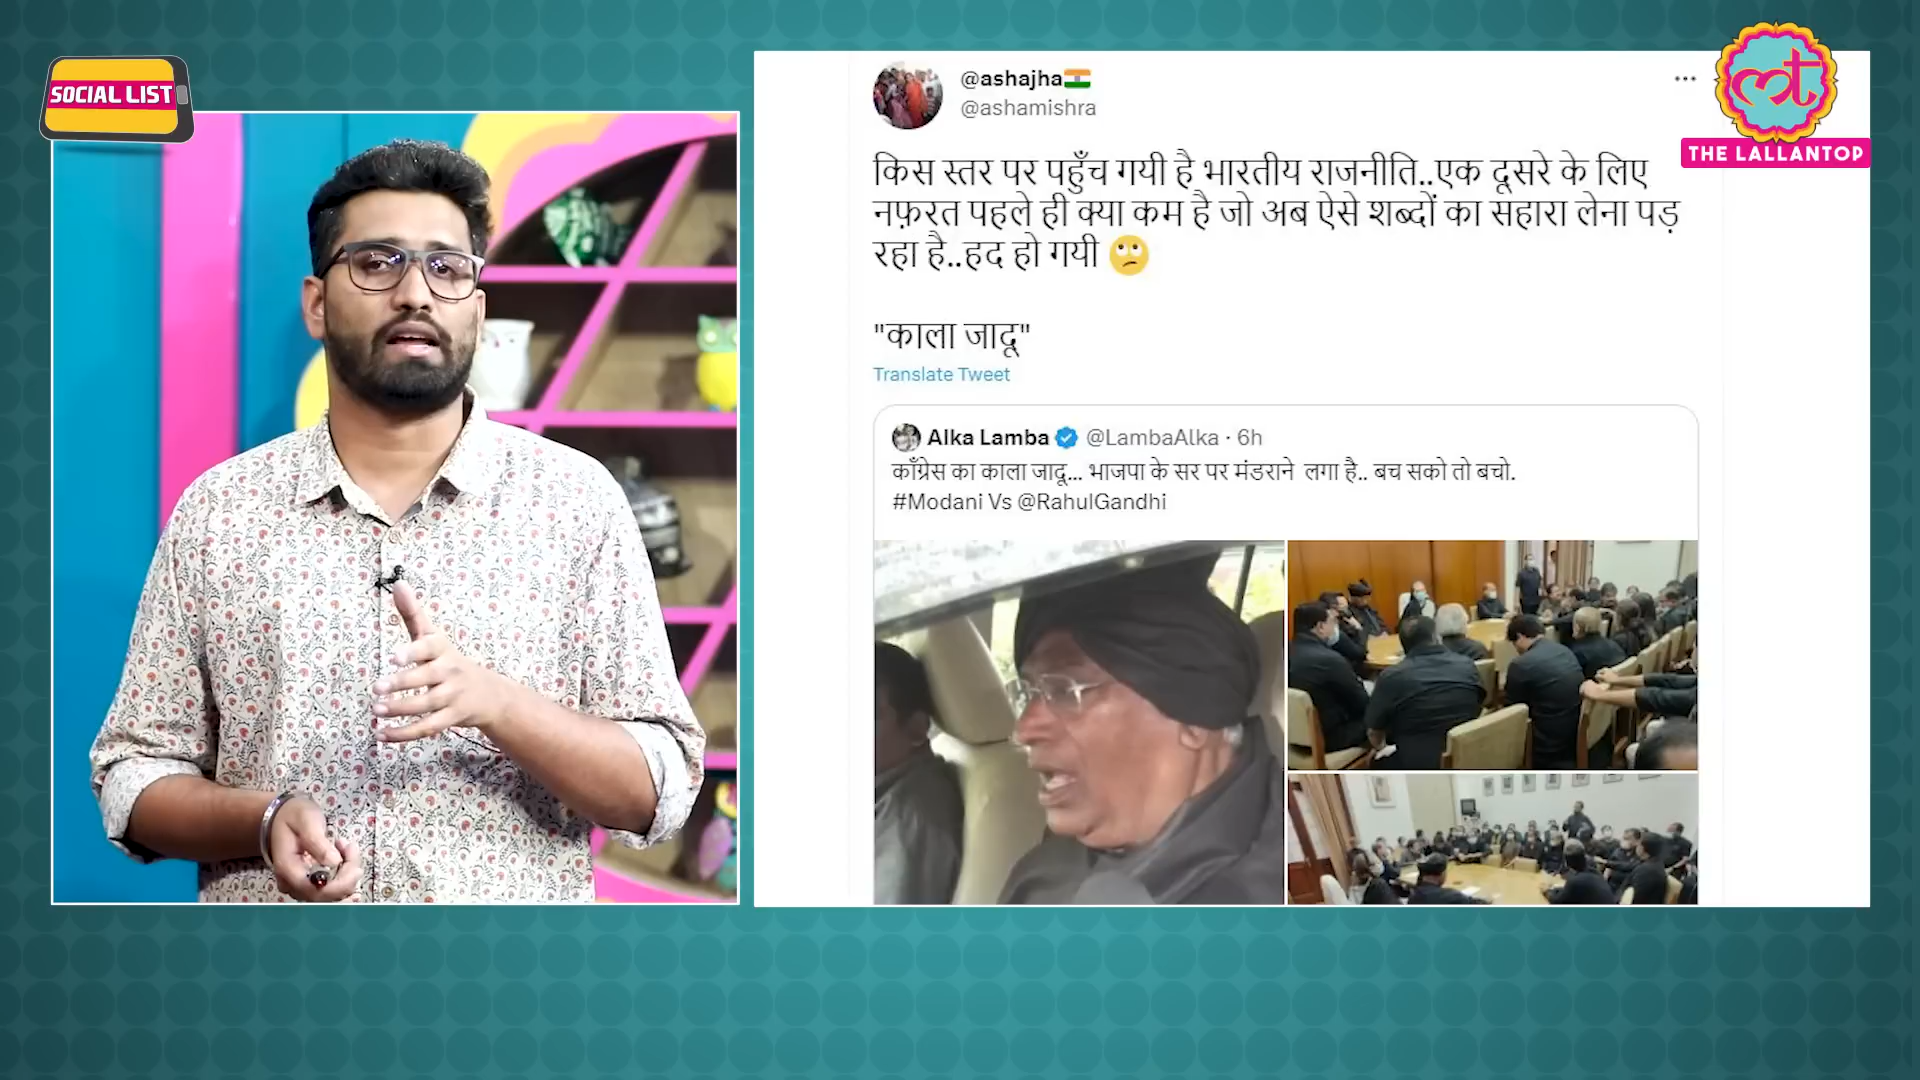 SOCIAL LIST
THE LALLANTOP
@ashajha
@ashamishra
किस स्तर पर पहुँच गयी है भारतीय राजनीति..एक दूसरे के लिए
नफ़रत पहले ही क्या कम है जो अब ऐसे शब्दों का सहारा लेना पड़
रहा है..हद हो गयी
"काला जादू"
Translate Tweet
Alka Lamba @LambaAlka · 6h
काँग्रेस का काला जादू... भाजपा के सर पर मंडराने लगा है.. बच सको तो बचो.
#Modani Vs @RahulGandhi